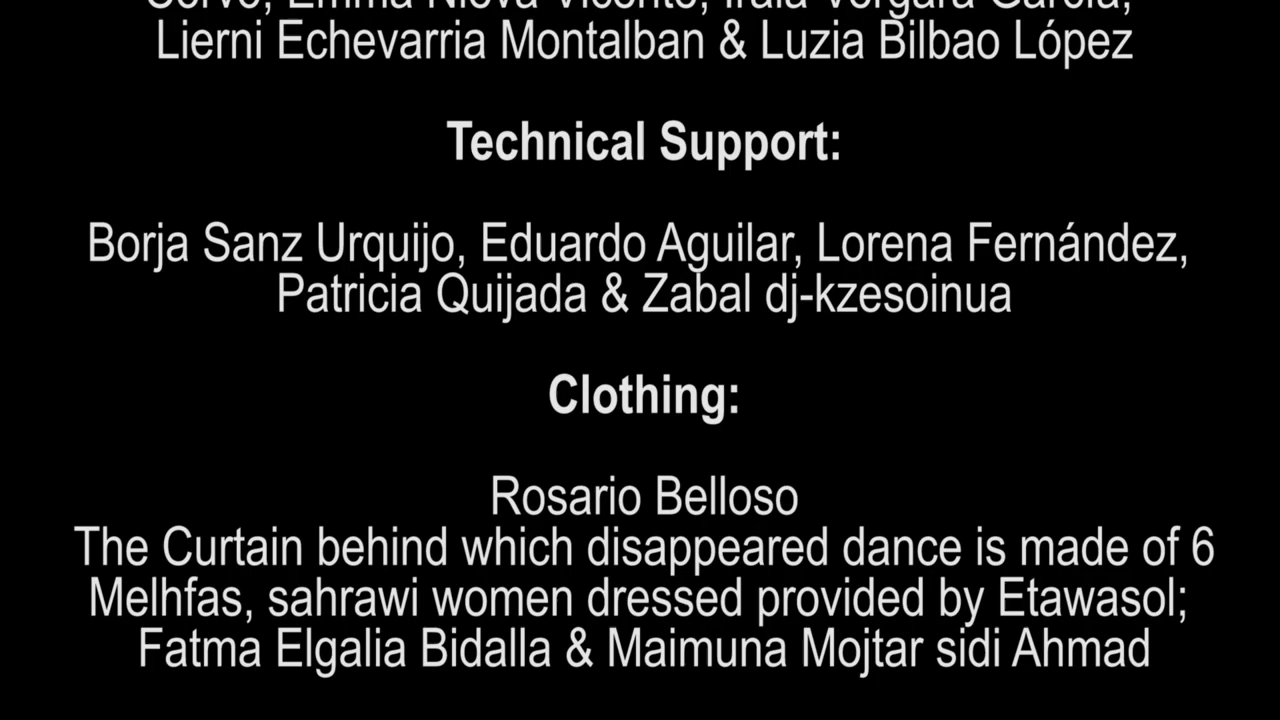 Lierni Echevarria Montalban & Luzia Bilbao López
Technical Support:
Borja Sanz Urquijo, Eduardo Aguilar, Lorena Fernández,
Patricia Quijada & Zabal dj-kzesoinua
Clothing:
Rosario Belloso
The Curtain behind which disappeared dance is made of 6
Melhfas, sahrawi women dressed provided by Etawasol;
Fatma Elgalia Bidalla & Maimuna Mojtar sidi Ahmad